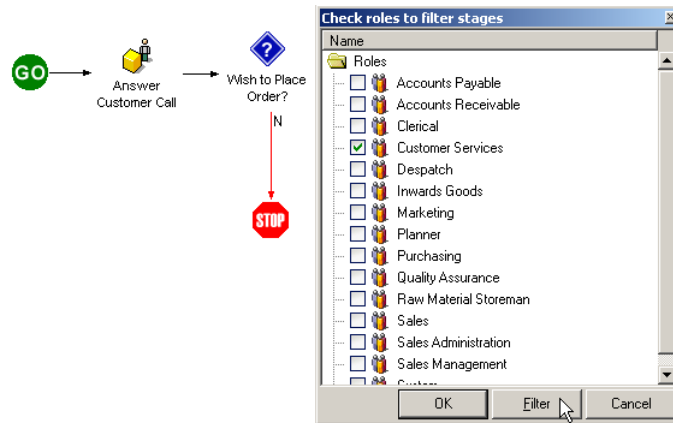 GO
Answer
Customer Call
?
Wish to Place
Order?
N
STOP
Check roles to filter stages
Name
Roles
Accounts Payable
Accounts Receivable
Clerical
Customer Services
Despatch
Inwards Goods
Marketing
Planner
Purchasing
Quality Assurance
Raw Material Storeman
Sales
Sales Administration
Sales Management
OK Filter Cancel